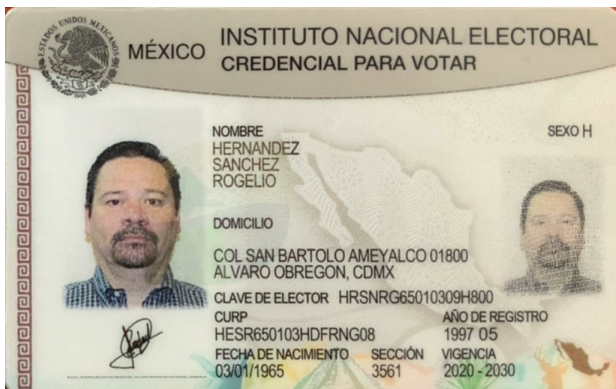 ESTADOS UNIDOS MEXICANOS
MÉXICO INSTITUTO NACIONAL ELECTORAL
CREDENCIAL PARA VOTAR
NOMBRE SEXO H
HERNANDEZ
SANCHEZ
ROGELIO
DOMICILIO
COL SAN BARTOLO AMEYALCO 01800
ALVARO OBREGON, CDMX
CLAVE DE ELECTOR HRSNRG65010309H800
CURP AÑO DE REGISTRO
HESR650103HDFRNG08 1997 05
FECHA DE NACIMIENTO SECCIÓN VIGENCIA
03/01/1965 3561 2020 - 2030